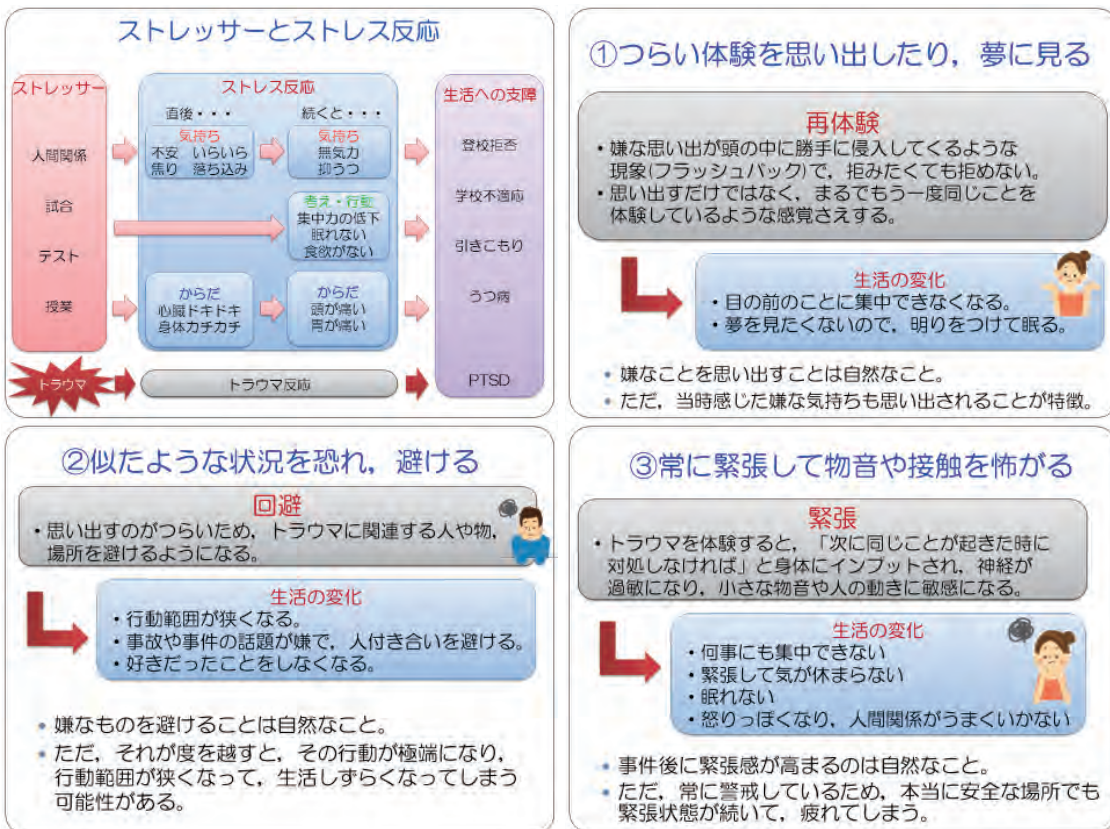 ストレッサーとストレス反応
ストレッサー
人間関係
試合
テスト
授業
トラウマ
ストレス反応
直後・・・
気持ち
不安 いらいら
焦り 落ち込み
からだ
心臓ドキドキ
身体カチカチ
続くと・・・
気持ち
無気力
抑うつ
考え・行動
集中力の低下
眠れない
食欲がない
からだ
頭が痛い
胃が痛い
トラウマ反応
生活への支障
登校拒否
学校不適応
引きこもり
うつ病
PTSD
①つらい体験を思い出したり，夢に見る
再体験
・嫌な思い出が頭の中に勝手に侵入してくるような
現象(フラッシュバック)で，拒みたくても拒めない。
・思い出すだけではなく，まるでもう一度同じことを
体験しているような感覚さえする。
生活の変化
・目の前のことに集中できなくなる。
・夢を見たくないので，明りをつけて眠る。
• 嫌なことを思い出すことは自然なこと。
• ただ，当時感じた嫌な気持ちも思い出されることが特徴。
②似たような状況を恐れ，避ける
回避
・思い出すのがつらいため，トラウマに関連する人や物，
場所を避けるようになる。
生活の変化
・行動範囲が狭くなる。
・事故や事件の話題が嫌で，人付き合いを避ける。
・好きだったことをしなくなる。
• 嫌なものを避けることは自然なこと。
• ただ，それが度を越すと，その行動が極端になり，
行動範囲が狭くなって，生活しずらくなってしまう
可能性がある。
③常に緊張して物音や接触を怖がる
緊張
・トラウマを体験すると，「次に同じことが起きた時に
対処しなければ」と身体にインプットされ，神経が
過敏になり，小さな物音や人の動きに敏感になる。
生活の変化
・何事にも集中できない
・緊張して気が休まらない
・眠れない
・怒りっぽくなり，人間関係がうまくいかない
• 事件後に緊張感が高まるのは自然なこと。
• ただ，常に警戒しているため，本当に安全な場所でも
緊張状態が続いて，疲れてしまう。